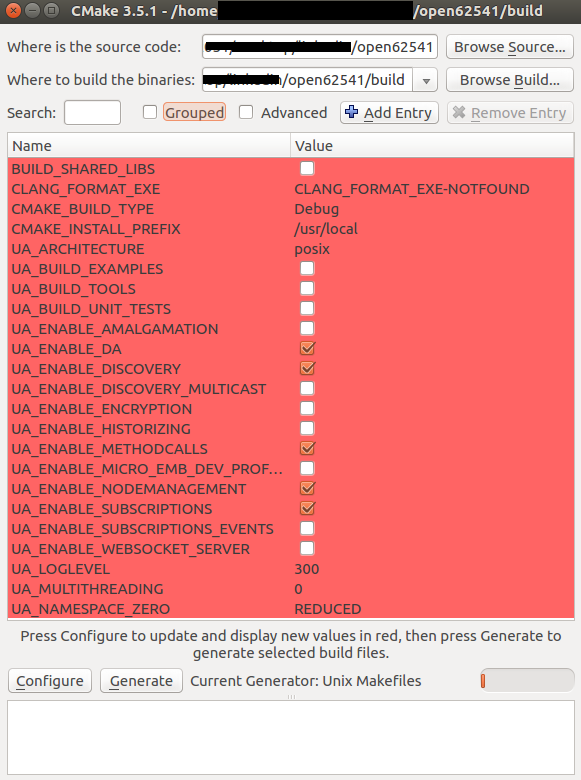 CMake 3.5.1 - /home /open62541/build
Where is the source code: /open62541 Browse Source...
Where to build the binaries: /open62541/build Browse Build...
Search: Grouped Advanced Add Entry Remove Entry
Name Value
BUILD_SHARED_LIBS
CLANG_FORMAT_EXE CLANG_FORMAT_EXE-NOTFOUND
CMAKE_BUILD_TYPE Debug
CMAKE_INSTALL_PREFIX /usr/local
UA_ARCHITECTURE posix
UA_BUILD_EXAMPLES
UA_BUILD_TOOLS
UA_BUILD_UNIT_TESTS
UA_ENABLE_AMALGAMATION
UA_ENABLE_DA
UA_ENABLE_DISCOVERY
UA_ENABLE_DISCOVERY_MULTICAST
UA_ENABLE_ENCRYPTION
UA_ENABLE_HISTORIZING
UA_ENABLE_METHODCALLS
UA_ENABLE_MICRO_EMB_DEV_PROF...
UA_ENABLE_NODEMANAGEMENT
UA_ENABLE_SUBSCRIPTIONS
UA_ENABLE_SUBSCRIPTIONS_EVENTS
UA_ENABLE_WEBSOCKET_SERVER
UA_LOGLEVEL 300
UA_MULTITHREADING 0
UA_NAMESPACE_ZERO REDUCED
Press Configure to update and display new values in red, then press Generate to
generate selected build files.
Configure Generate Current Generator: Unix Makefiles